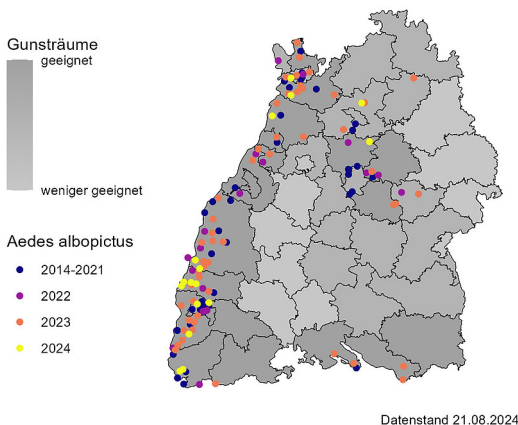 Gunsträume
geeignet
weniger geeignet
Aedes albopictus
2014-2021
2022
2023
2024
Datenstand 21.08.2024